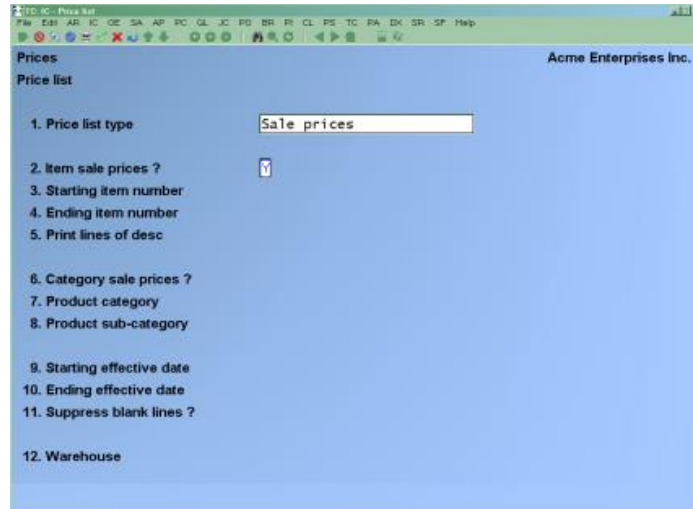 IC - Price list
File Edit AR IC OE SA AP PC GL JC PO BR RI CL PS TC PA DX SR SP Help
Prices Acme Enterprises Inc.
Price list
1. Price list type Sale prices
2. Item sale prices ? Y
3. Starting item number
4. Ending item number
5. Print lines of desc
6. Category sale prices ?
7. Product category
8. Product sub-category
9. Starting effective date
10. Ending effective date
11. Suppress blank lines ?
12. Warehouse